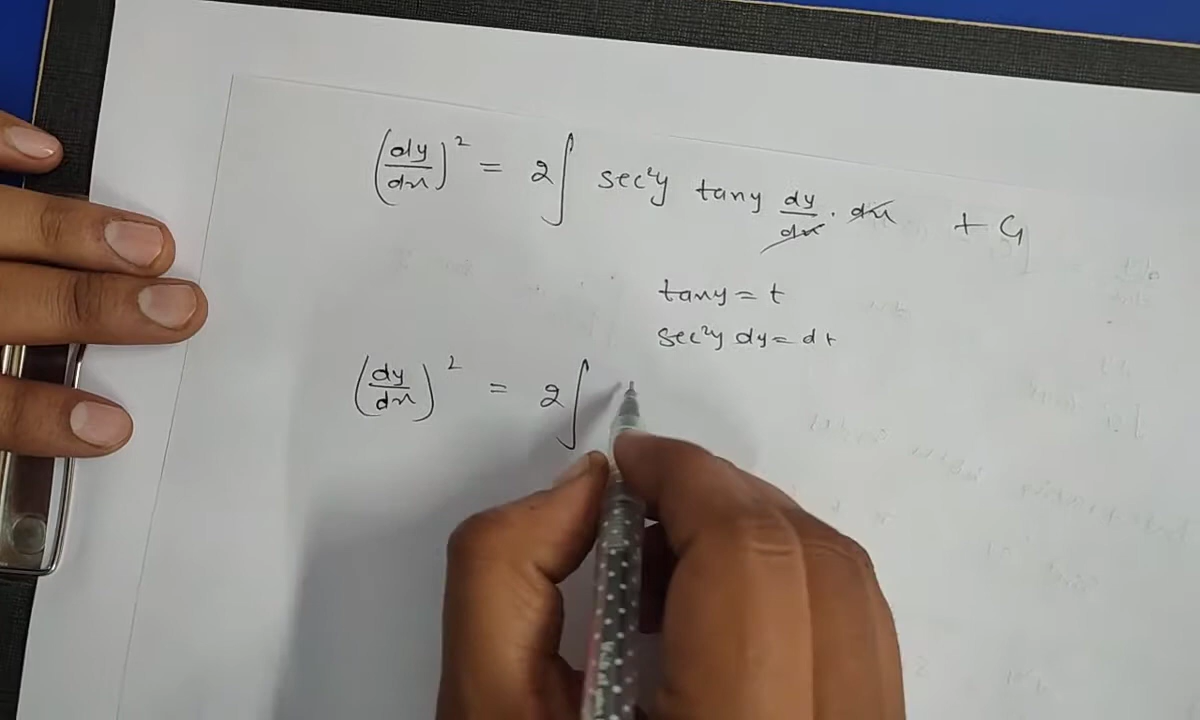 (dy/dx)² = 2∫ sec²y tany dy/dx · dx + C₁
tany = t
sec²y dy = dt
(dy/dx)² = 2∫